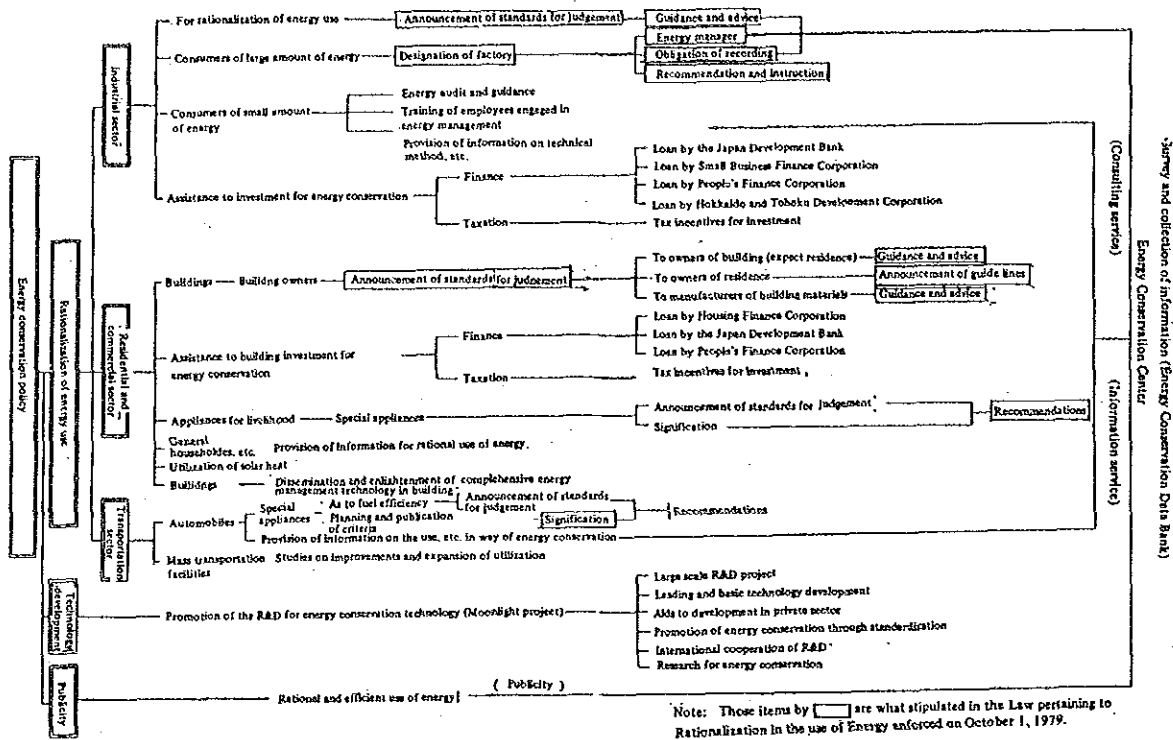 Energy conservation policy
Rationalization of energy use
Industrial sector
For rationalization of energy use
Announcement of standards for judgement
Guidance and advice
Consumers of large amount of energy
Designation of factory
Energy manager
Obligation of recording
Recommendation and instruction
Consumers of small amount
of energy
Energy audit and guidance
Training of employees engaged in
energy management
Provision of information on technical
method, etc.
Assistance to investment for energy conservation
Finance
Loan by the Japan Development Bank
Loan by Small Business Finance Corporation
Loan by People's Finance Corporation
Loan by Hokkaido and Tohoku Development Corporation
Taxation
Tax incentives for investment
Residential and
commercial sector
Buildings
Building owners
Announcement of standards for judgement
To owners of building (expect residence)
Guidance and advice
To owners of residence
Announcement of guide lines
To manufacturers of building materials
Guidance and advice
Assistance to building investment for
energy conservation
Finance
Loan by Housing Finance Corporation
Loan by the Japan Development Bank
Loan by People's Finance Corporation
Taxation
Tax incentives for investment
Appliances for livelihood
Special appliances
Announcement of standards for judgement
Signification
Recommendations
General
householdes, etc.
Provision of information for rational use of energy
Utilization of solar heat
Buildings
Dissemination and enlightenment of comprehensive energy
management technology in building
Transportation
sector
Automobiles
Special
appliances
As to fuel efficiency
Announcement of standards
for judgement
Planning and publication
of criteria
Signification
Recommendations
Provision of information on the use, etc. in way of energy conservation
Mass transportation
facilities
Studies on improvements and expansion of utilization
Technology
development
Promotion of the R&D for energy conservation technology (Moonlight project)
Large scale R&D project
Leading and basic technology development
Aids to development in private sector
Promotion of energy conservation through standardization
International cooperation of R&D
Research for energy conservation
Publicity
Rational and efficient use of energy
( Publicity )
(Consulting service)
(Information service)
Energy Conservation Center
Survey and collection of information (Energy Conservation Data Bank)
Note: Those items by are what stipulated in the Law pertaining to
Rationalization in the use of Energy enforced on October 1, 1979.